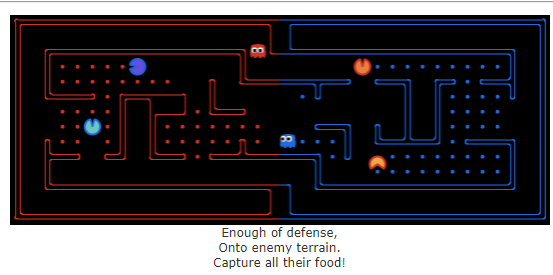 Enough of defense,
Onto enemy terrain.
Capture all their food!